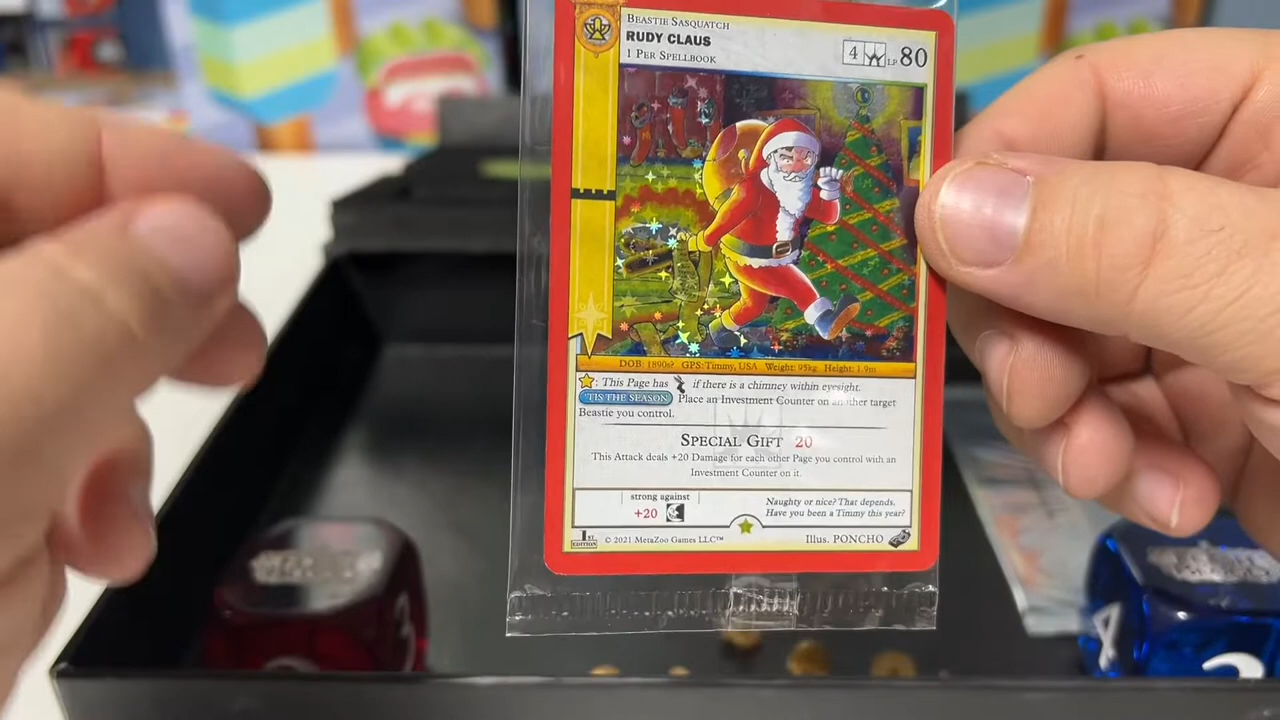 BEASTIE SASQUATCH
RUDY CLAUS
1 PER SPELLBOOK
4 LP 80
DOB: 1890s? GPS: Timmy, USA Weight: 95kg Height: 1.9m
: This Page has if there is a chimney within eyesight.
'TIS THE SEASON Place an Investment Counter on another target
Beastie you control.
SPECIAL GIFT 20
This Attack deals +20 Damage for each other Page you control with an
Investment Counter on it.
strong against
+20
Naughty or nice? That depends.
Have you been a Timmy this year?
1ST EDITION © 2021 MetaZoo Games LLC™ Illus. PONCHO
4